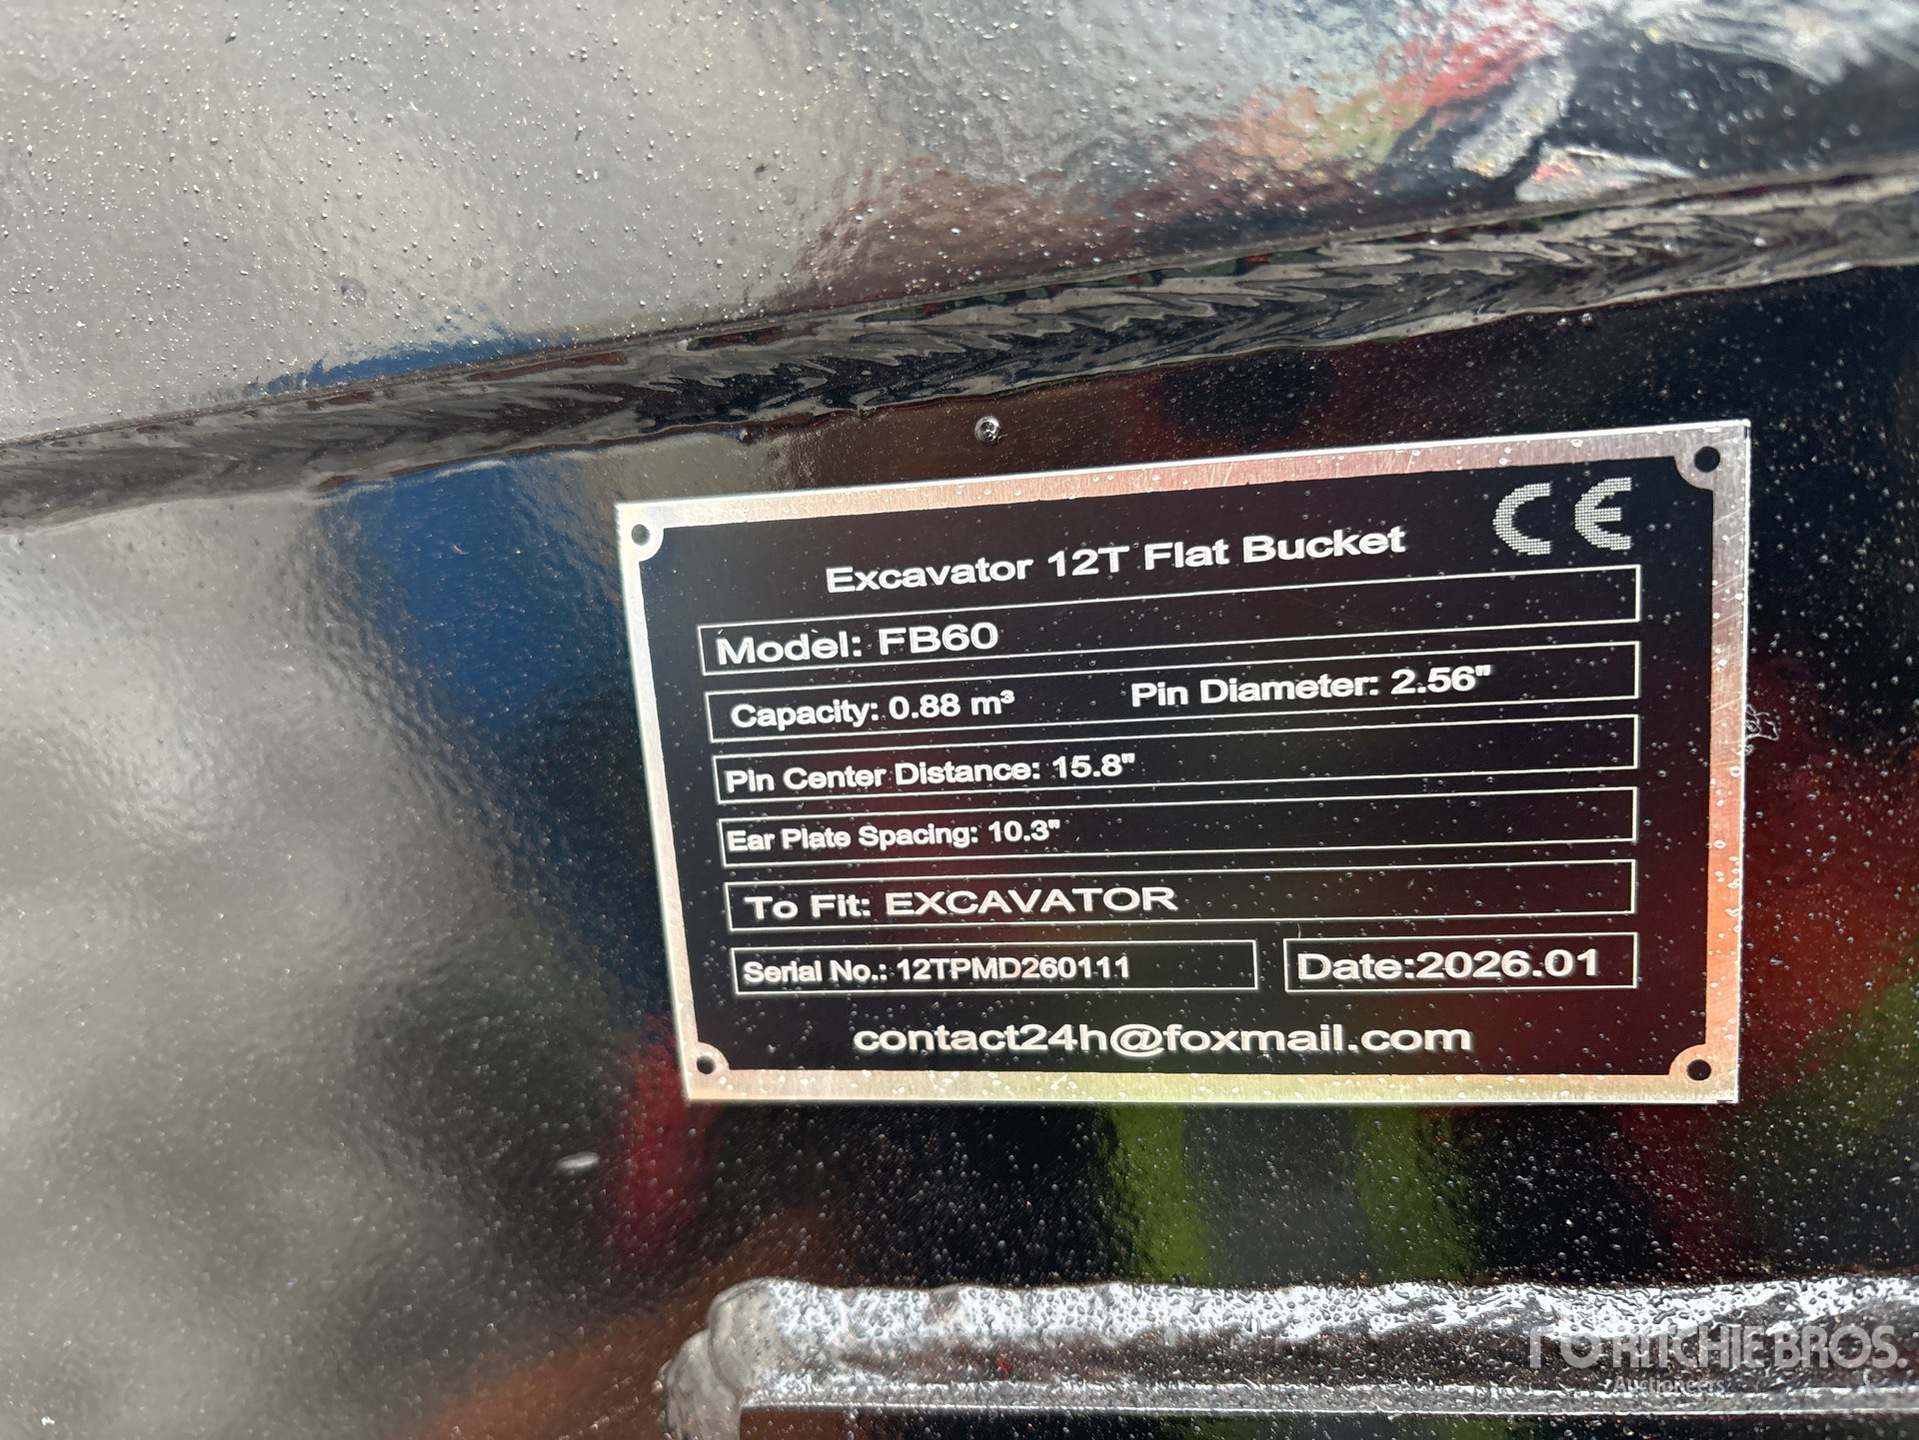 CE
Excavator 12T Flat Bucket
Model: FB60
Capacity: 0.88 m³ Pin Diameter: 2.56"
Pin Center Distance: 15.8"
Ear Plate Spacing: 10.3"
To Fit: EXCAVATOR
Serial No.: 12TPMD260111 Date:2026.01
contact24h@foxmail.com
RITCHIE BROS.
Auctioneers